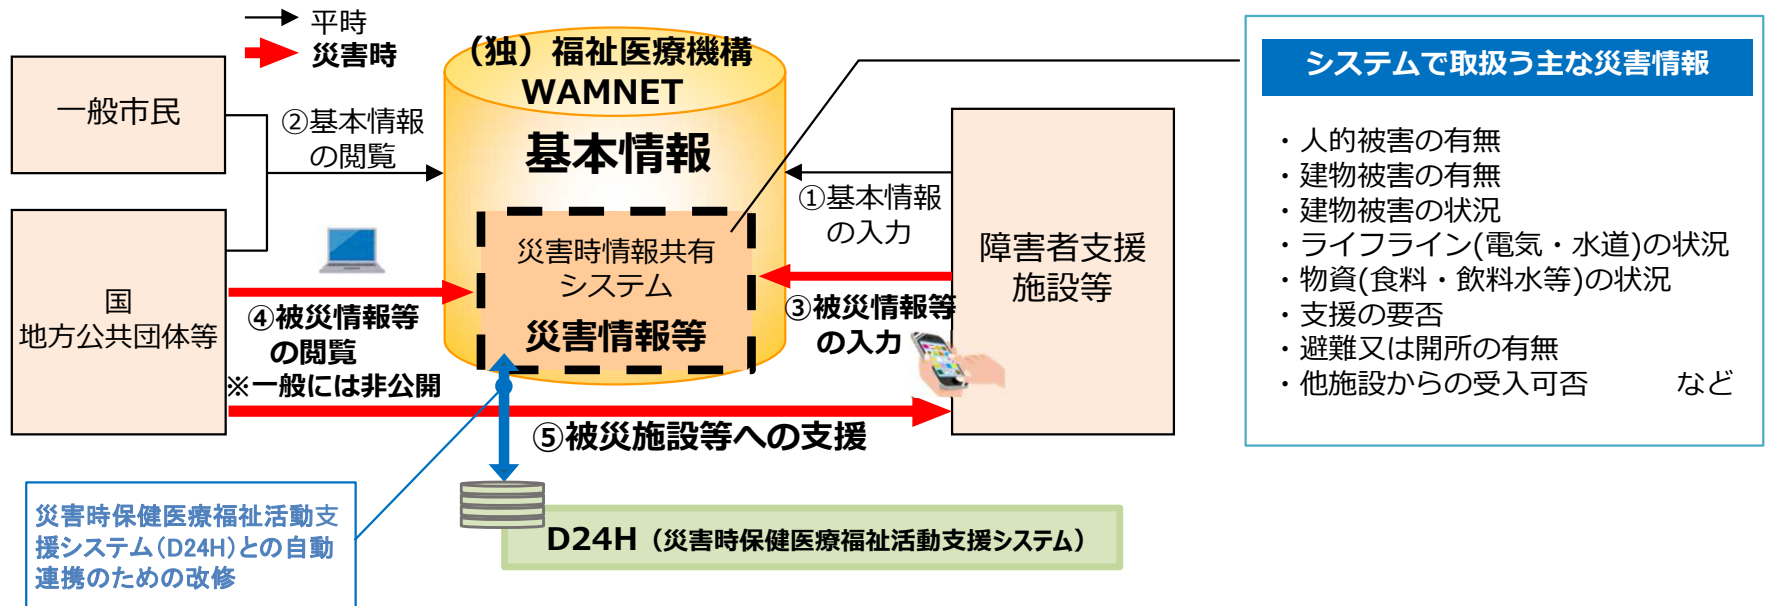 平時
災害時
一般市民
②基本情報
の閲覧
(独)福祉医療機構
WAMNET
基本情報
①基本情報
の入力
災害時情報共有
システム
災害情報等
国
地方公共団体等
④被災情報等
の閲覧
※一般には非公開
③被災情報等
の入力
障害者支援
施設等
⑤被災施設等への支援
災害時保健医療福祉活動支
援システム(D24H)との自動
連携のための改修
D24H(災害時保健医療福祉活動支援システム)
システムで取扱う主な災害情報
・人的被害の有無
・建物被害の有無
・建物被害の状況
・ライフライン(電気・水道)の状況
・物資(食料・飲料水等)の状況
・支援の要否
・避難又は開所の有無
・他施設からの受入可否 など